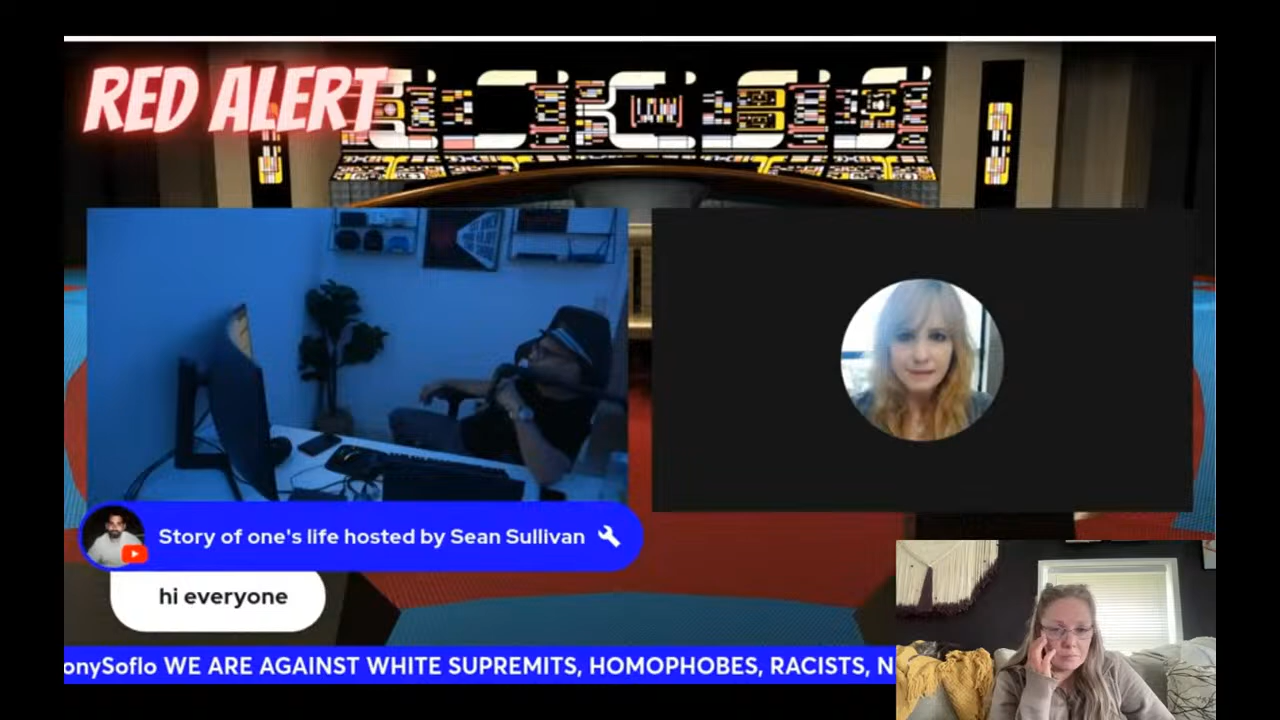 RED ALERT
Story of one's life hosted by Sean Sullivan
hi everyone
onySoflo WE ARE AGAINST WHITE SUPREMITS, HOMOPHOBES, RACISTS, N